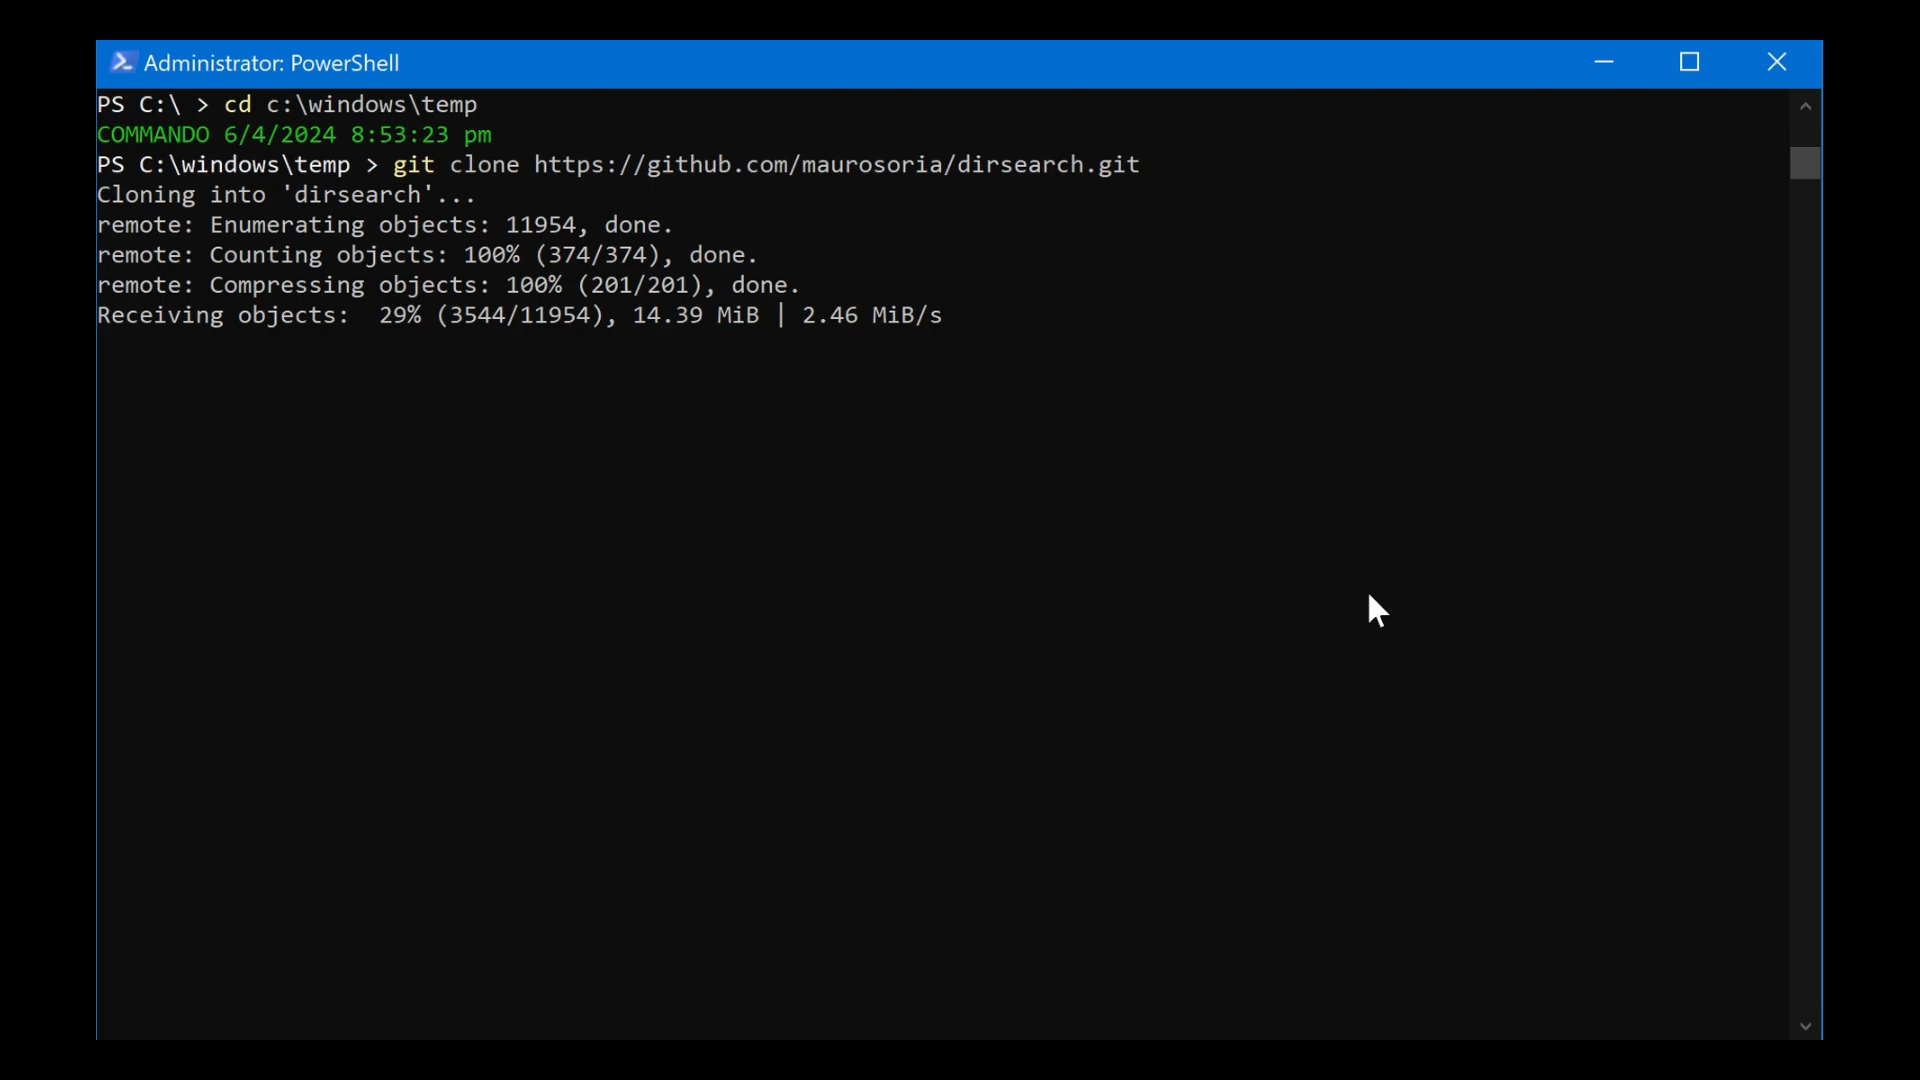 Administrator: PowerShell
PS C:\ > cd c:\windows\temp
COMMANDO 6/4/2024 8:53:23 pm
PS C:\windows\temp > git clone https://github.com/maurosoria/dirsearch.git
Cloning into 'dirsearch'...
remote: Enumerating objects: 11954, done.
remote: Counting objects: 100% (374/374), done.
remote: Compressing objects: 100% (201/201), done.
Receiving objects:  29% (3544/11954), 14.39 MiB | 2.46 MiB/s